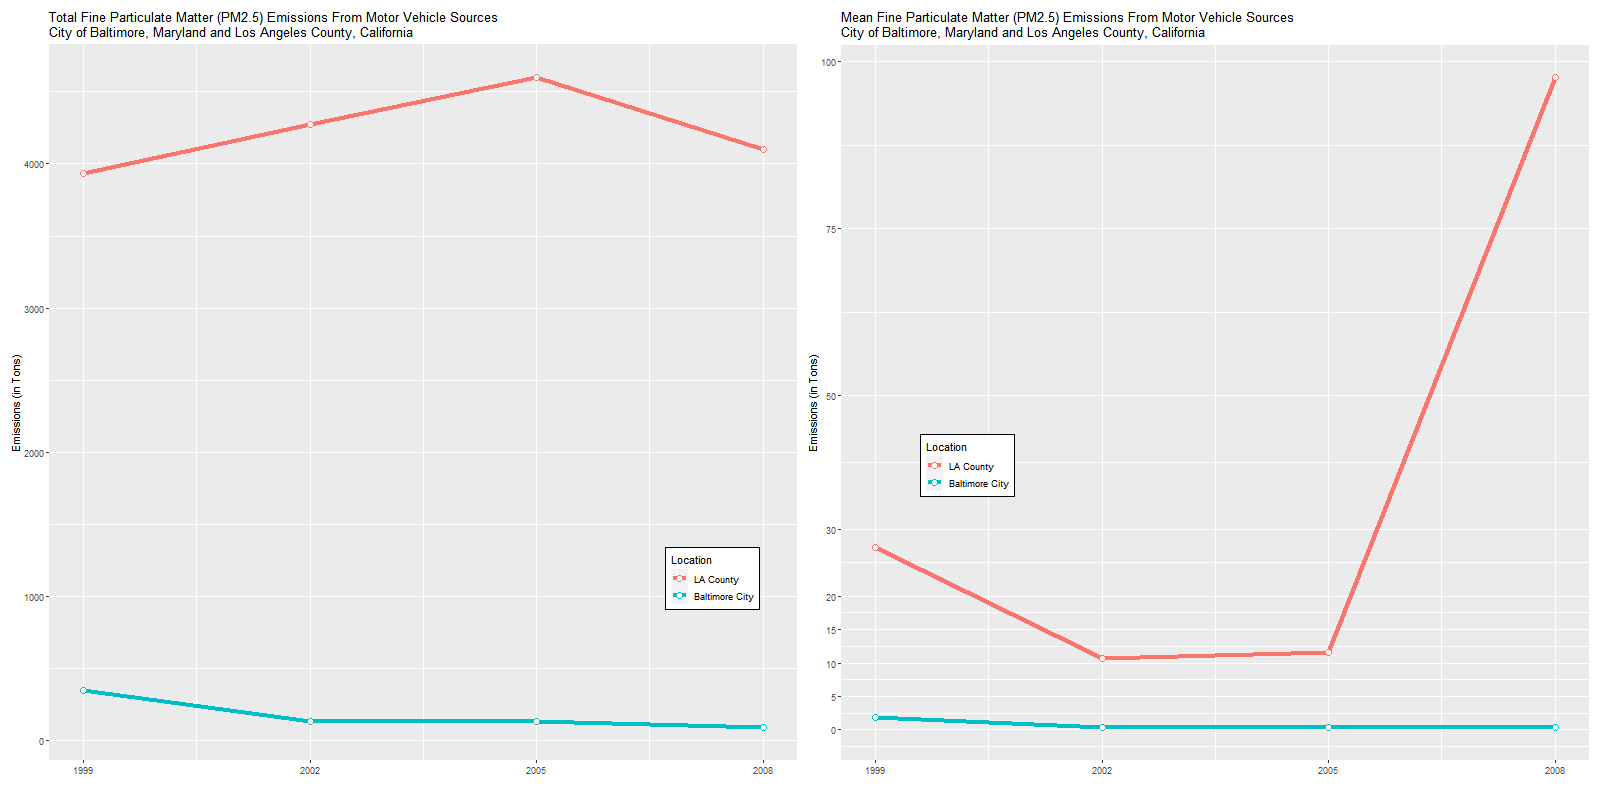 Total Fine Particulate Matter (PM2.5) Emissions From Motor Vehicle Sources
City of Baltimore, Maryland and Los Angeles County, California
Emissions (in Tons)
4000
3000
2000
1000
0
Location
LA County
Baltimore City
1999
2002
2005
2008
Mean Fine Particulate Matter (PM2.5) Emissions From Motor Vehicle Sources
City of Baltimore, Maryland and Los Angeles County, California
Emissions (in Tons)
100
75
50
30
20
15
10
5
0
Location
LA County
Baltimore City
1999
2002
2005
2008